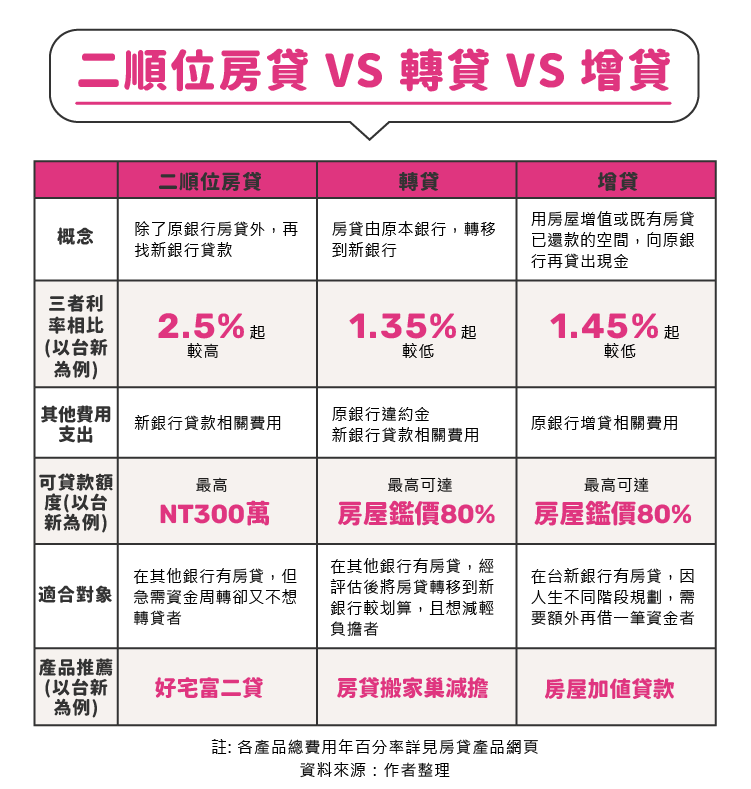 二順位房貸 VS 轉貸 VS 增貸
二順位房貸
轉貸
增貸
概念
除了原銀行房貸外，再
找新銀行貸款
房貸由原本銀行，轉移
到新銀行
用房屋增值或既有房貸
已還款的空間，向原銀
行再貸出現金
三者利
率相比
(以台新
為例)
2.5% 起
較高
1.35% 起
較低
1.45% 起
較低
其他費用
支出
新銀行貸款相關費用
原銀行違約金
新銀行貸款相關費用
原銀行增貸相關費用
可貸款額
度(以台
新為例)
最高
NT300萬
最高可達
房屋鑑價80%
最高可達
房屋鑑價80%
適合對象
在其他銀行有房貸，但
急需資金周轉卻又不想
轉貸者
在其他銀行有房貸，經
評估後將房貸轉移到新
銀行較划算，且想減輕
負擔者
在台新銀行有房貸，因
人生不同階段規劃，需
要額外再借一筆資金者
產品推薦
(以台新
為例)
好宅富二貸
房貸搬家巢減擔
房屋加值貸款
註: 各產品總費用年百分率詳見房貸產品網頁
資料來源：作者整理